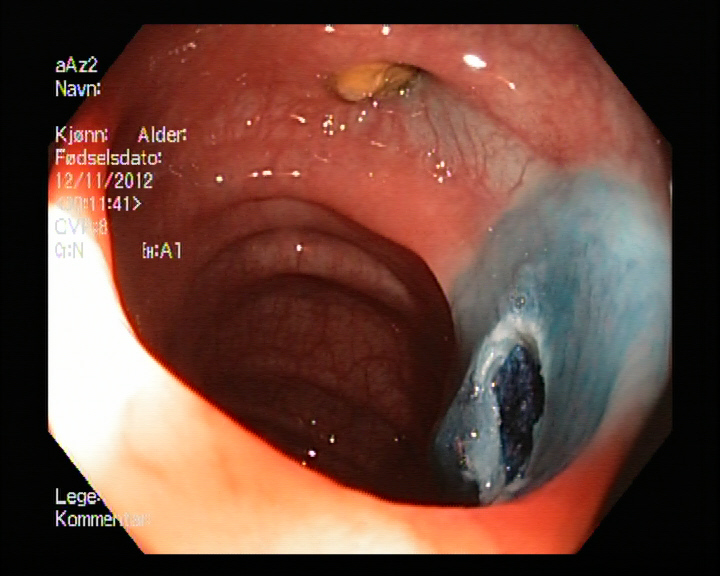 aAz2
Navn:
Kjønn: Alder:
Fødselsdato:
12/11/2012
CVP:8
G:N
Lege:
Kommentar